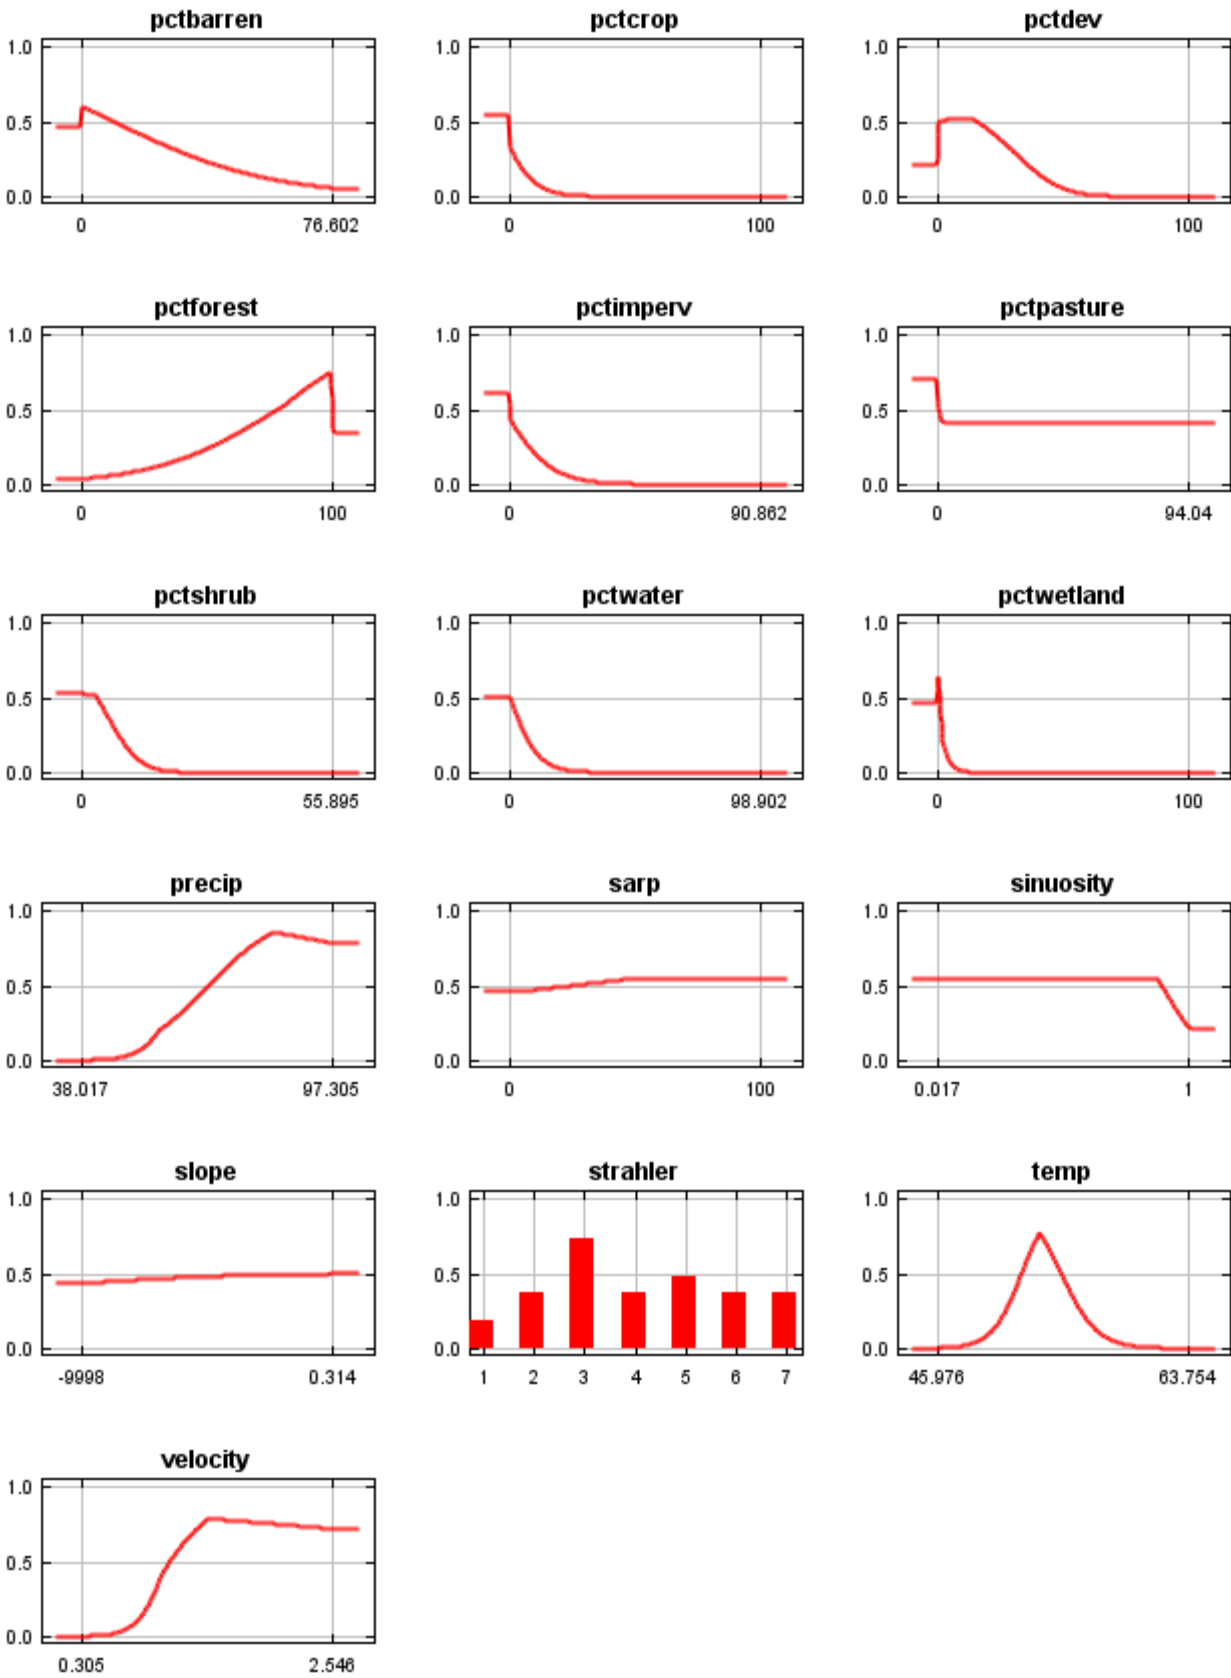 pctbarren pctcrop pctdev
1.0 1.0 1.0
0.5 0.5 0.5
0.0 0.0 0.0
0 76.602 0 100 0 100
pctforest pctimperv pctpasture
1.0 1.0 1.0
0.5 0.5 0.5
0.0 0.0 0.0
0 100 0 90.862 0 94.04
pctshrub pctwater pctwetland
1.0 1.0 1.0
0.5 0.5 0.5
0.0 0.0 0.0
0 55.895 0 98.902 0 100
precip sarp sinuosity
1.0 1.0 1.0
0.5 0.5 0.5
0.0 0.0 0.0
38.017 97.305 0 100 0.017 1
slope strahler temp
1.0 1.0 1.0
0.5 0.5 0.5
0.0 0.0 0.0
-9998 0.314 1 2 3 4 5 6 7 45.976 63.754
velocity
1.0
0.5
0.0
0.305 2.546